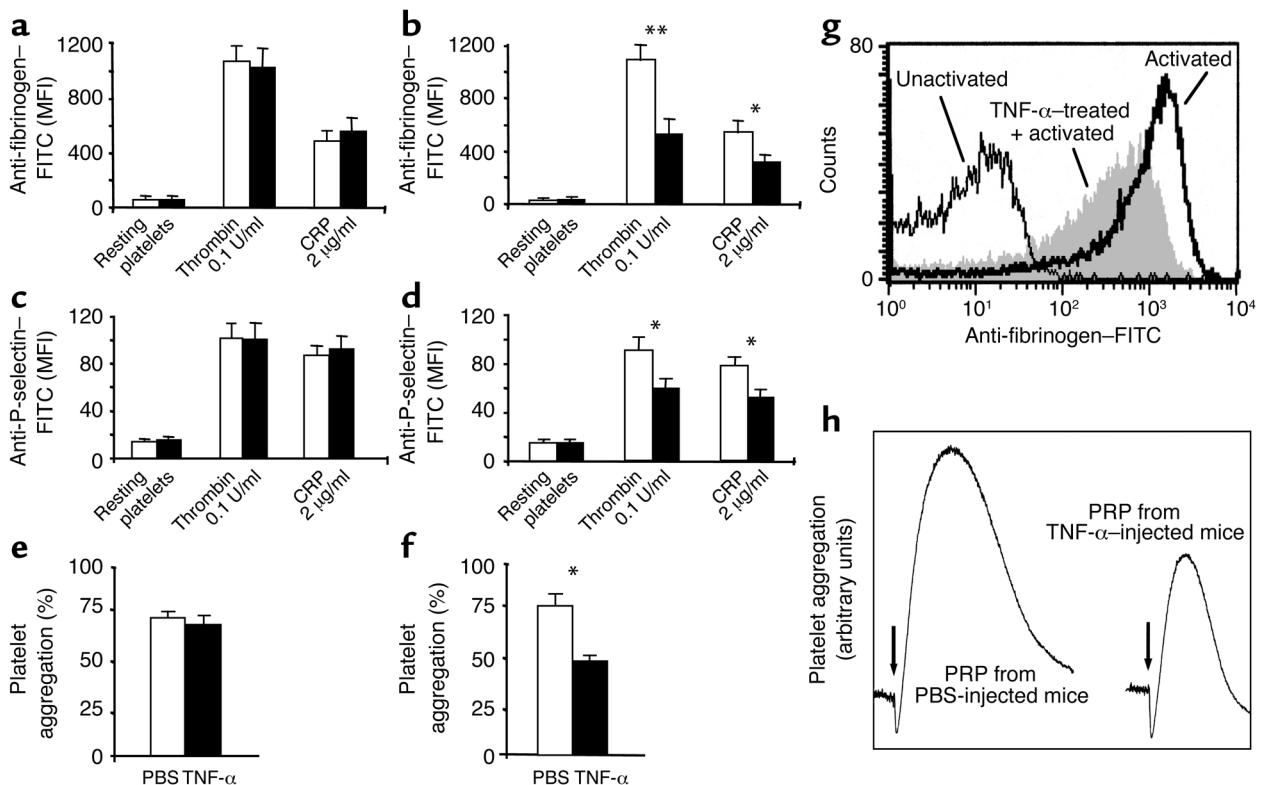 a
Anti-fibrinogen–
FITC (MFI)
1200
800
400
0
Resting
platelets
Thrombin
0.1 U/ml
CRP
2 μg/ml
b
Anti-fibrinogen–
FITC (MFI)
1200
800
400
0
**
*
Resting
platelets
Thrombin
0.1 U/ml
CRP
2 μg/ml
c
Anti-P-selectin–
FITC (MFI)
120
80
40
0
Resting
platelets
Thrombin
0.1 U/ml
CRP
2 μg/ml
d
Anti-P-selectin–
FITC (MFI)
120
80
40
0
*
*
Resting
platelets
Thrombin
0.1 U/ml
CRP
2 μg/ml
e
Platelet
aggregation (%)
100
75
50
25
0
PBS TNF-α
f
Platelet
aggregation (%)
100
75
50
25
0
*
PBS TNF-α
g
Counts
80
0
Unactivated
TNF-α–treated
+ activated
Activated
10⁰ 10¹ 10² 10³ 10⁴
Anti-fibrinogen–FITC
h
Platelet aggregation
(arbitrary units)
PRP from
TNF-α–injected mice
PRP from
PBS-injected mice